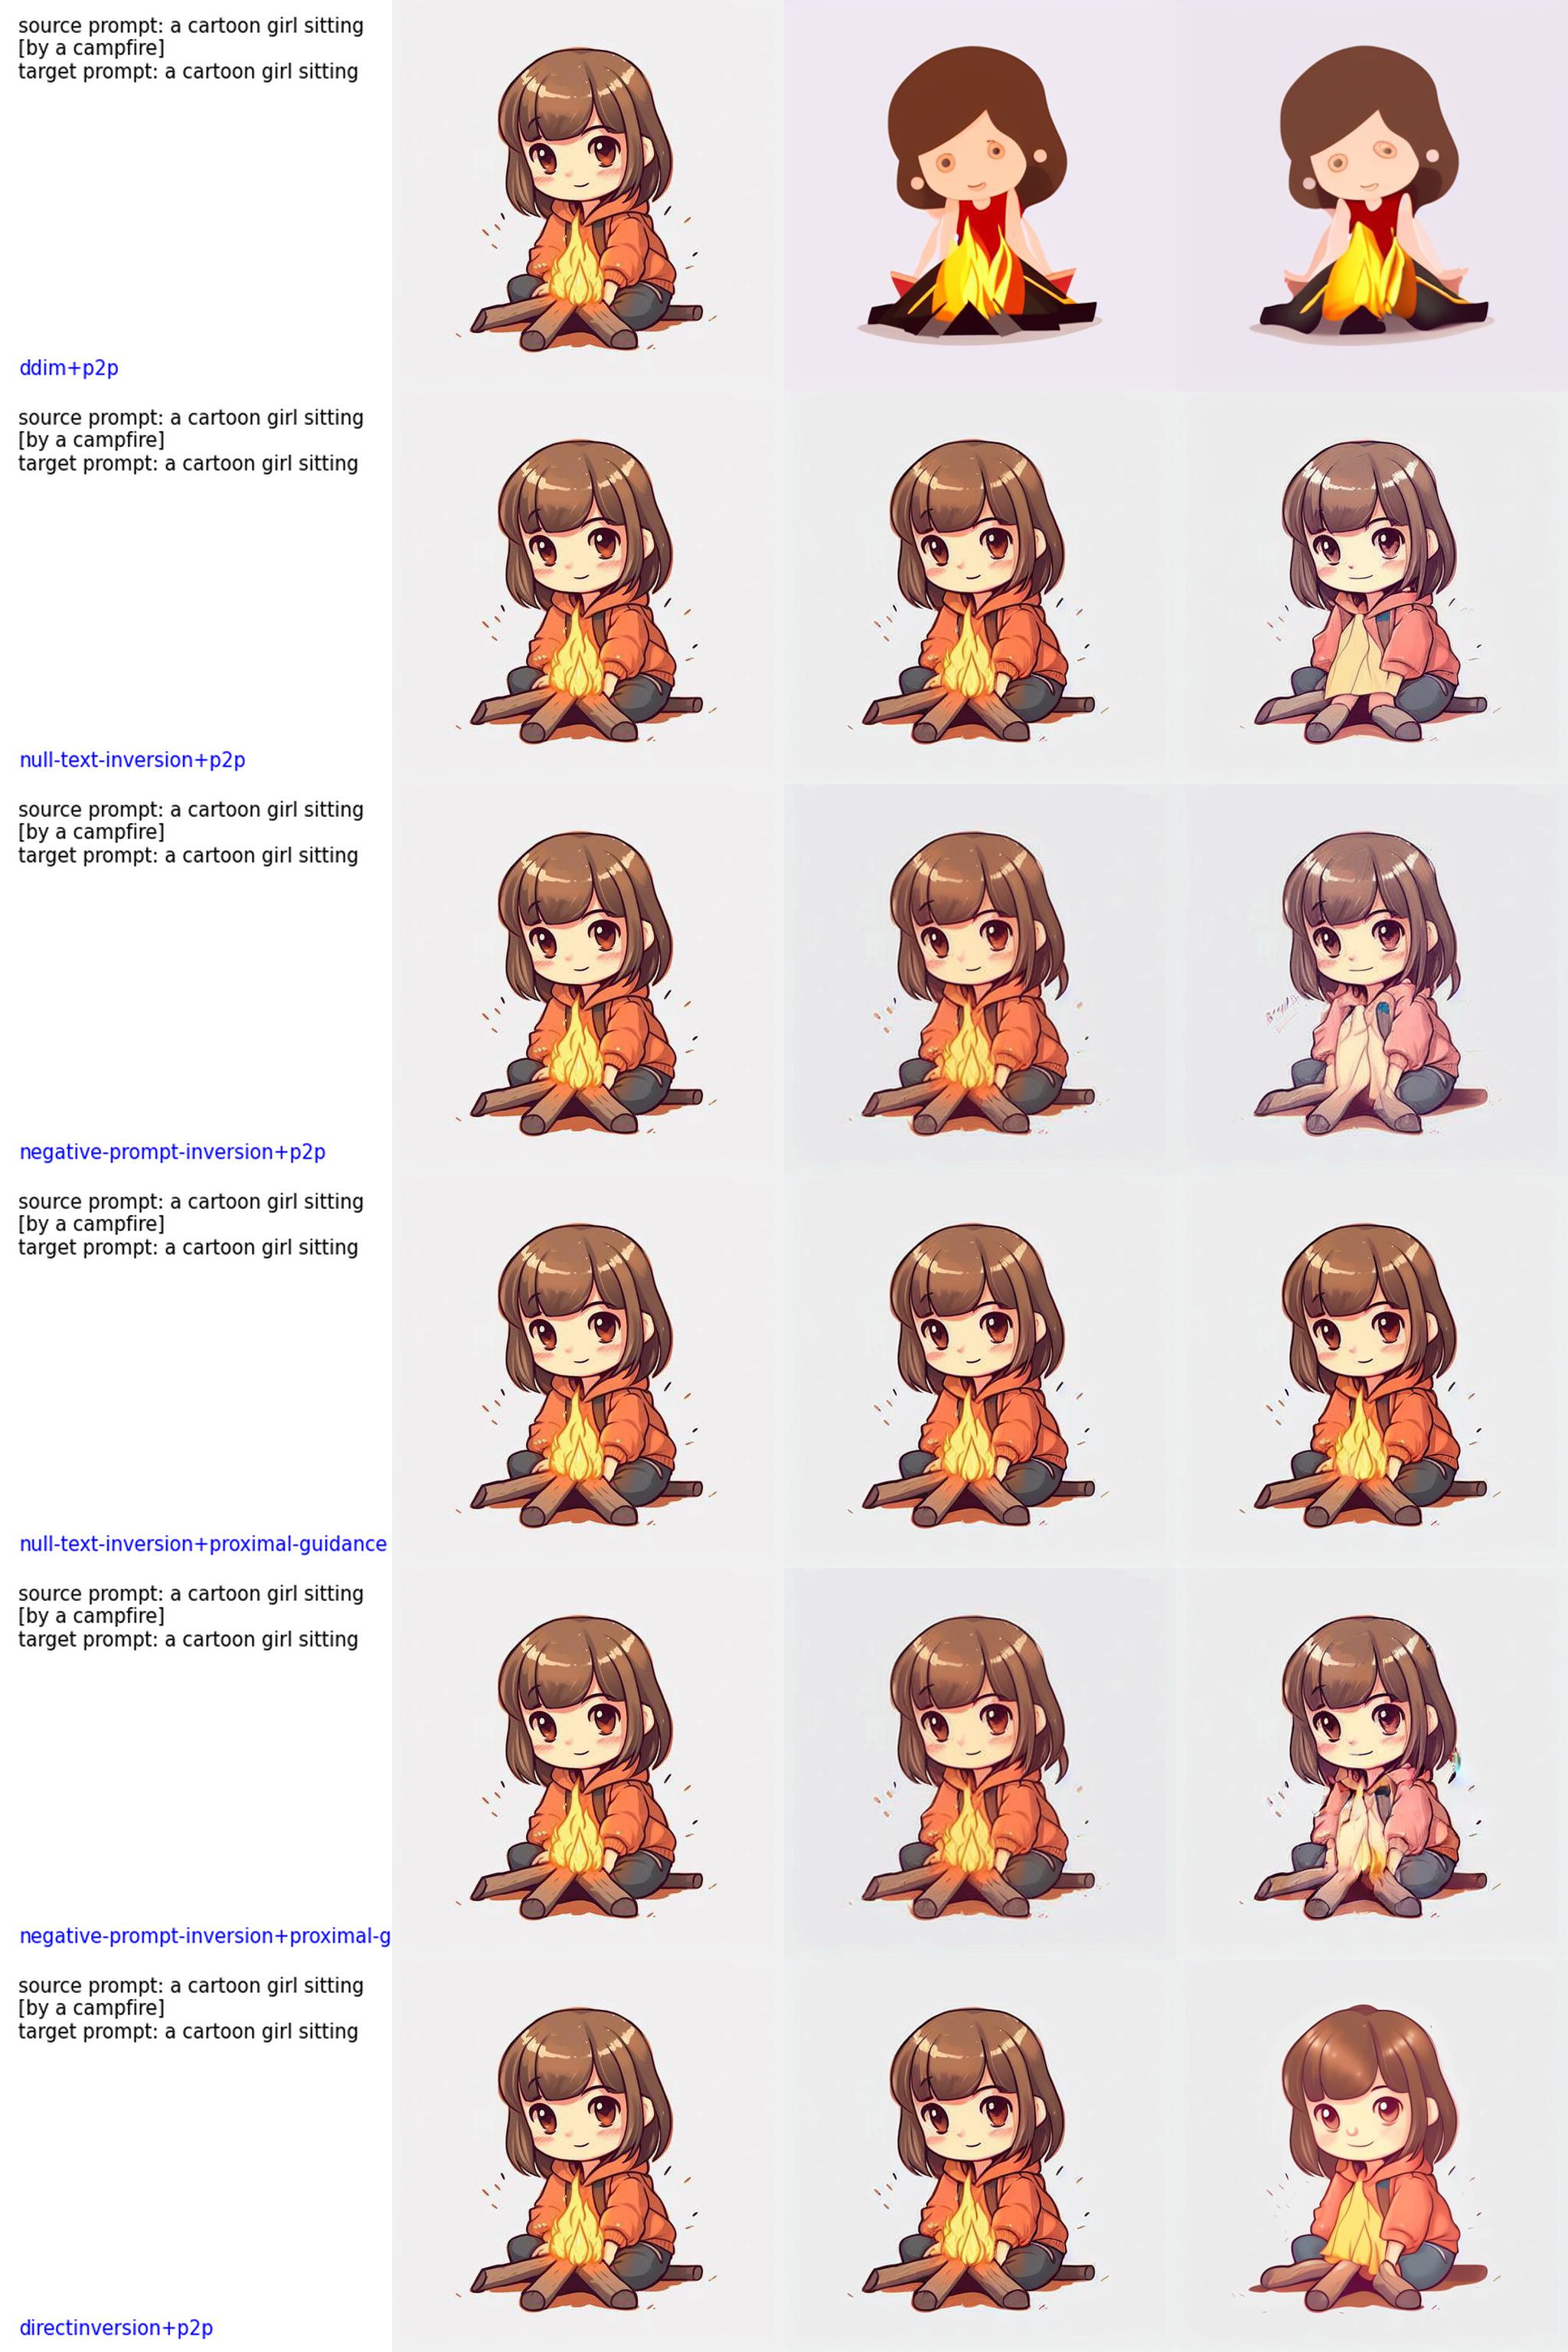 source prompt: a cartoon girl sitting
[by a campfire]
target prompt: a cartoon girl sitting
ddim+p2p
source prompt: a cartoon girl sitting
[by a campfire]
target prompt: a cartoon girl sitting
null-text-inversion+p2p
source prompt: a cartoon girl sitting
[by a campfire]
target prompt: a cartoon girl sitting
negative-prompt-inversion+p2p
source prompt: a cartoon girl sitting
[by a campfire]
target prompt: a cartoon girl sitting
null-text-inversion+proximal-guidance
source prompt: a cartoon girl sitting
[by a campfire]
target prompt: a cartoon girl sitting
negative-prompt-inversion+proximal-g
source prompt: a cartoon girl sitting
[by a campfire]
target prompt: a cartoon girl sitting
directinversion+p2p